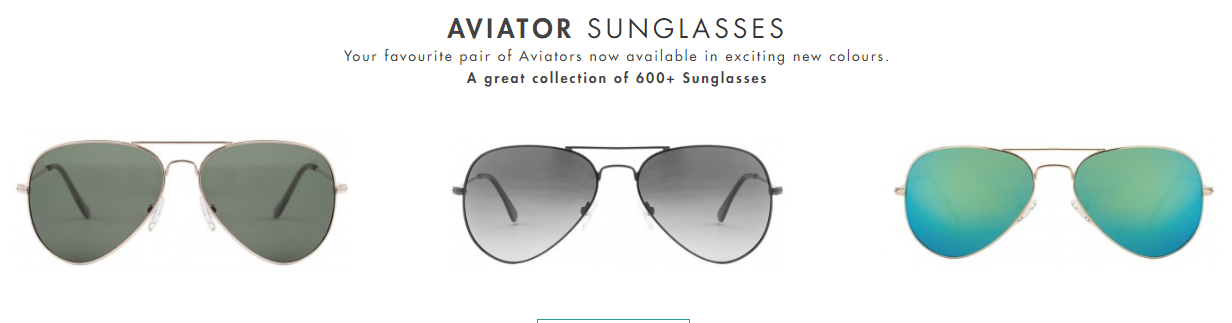 AVIATOR SUNGLASSES
Your favourite pair of Aviators now available in exciting new colours.
A great collection of 600+ Sunglasses